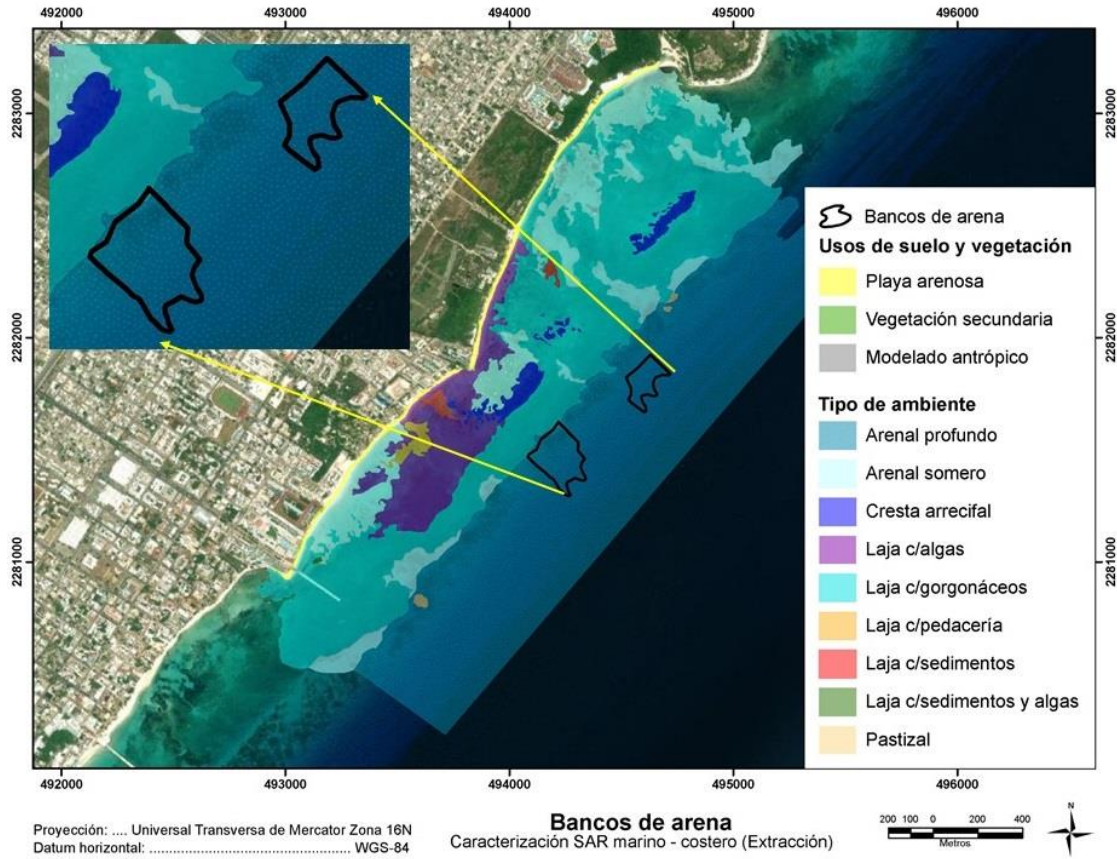 492000 493000 494000 495000 496000
2283000 2283000
2282000 2282000
2281000 2281000
Bancos de arena
Usos de suelo y vegetación
Playa arenosa
Vegetación secundaria
Modelado antrópico
Tipo de ambiente
Arenal profundo
Arenal somero
Cresta arrecifal
Laja c/algas
Laja c/gorgonáceos
Laja c/pedacería
Laja c/sedimentos
Laja c/sedimentos y algas
Pastizal
492000 493000 494000 495000 496000
Proyección: .... Universal Transversa de Mercator Zona 16N
Datum horizontal: .................................................. WGS-84
Bancos de arena
Caracterización SAR marino - costero (Extracción)
200 100 0 200 400
Metros
N